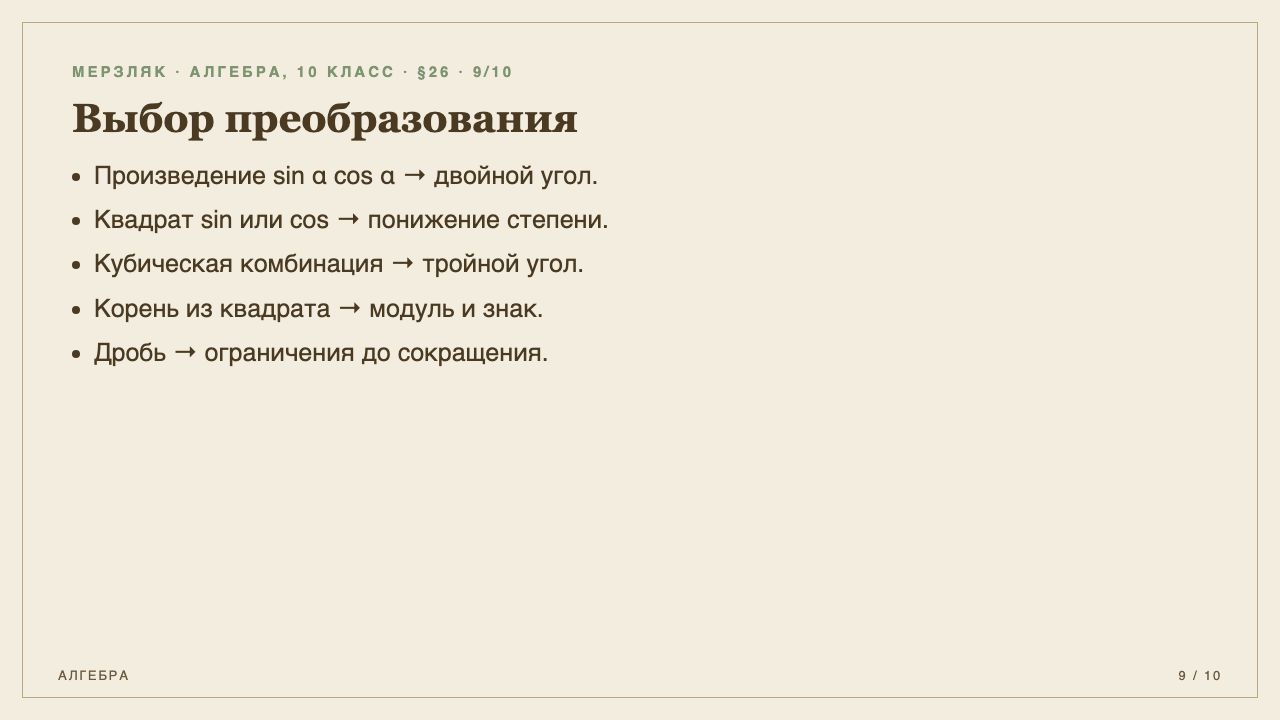 МЕРЗЛЯК · АЛГЕБРА, 10 КЛАСС · §26 · 9/10
Выбор преобразования
• Произведение sin α cos α → двойной угол.
• Квадрат sin или cos → понижение степени.
• Кубическая комбинация → тройной угол.
• Корень из квадрата → модуль и знак.
• Дробь → ограничения до сокращения.
АЛГЕБРА
9 / 10